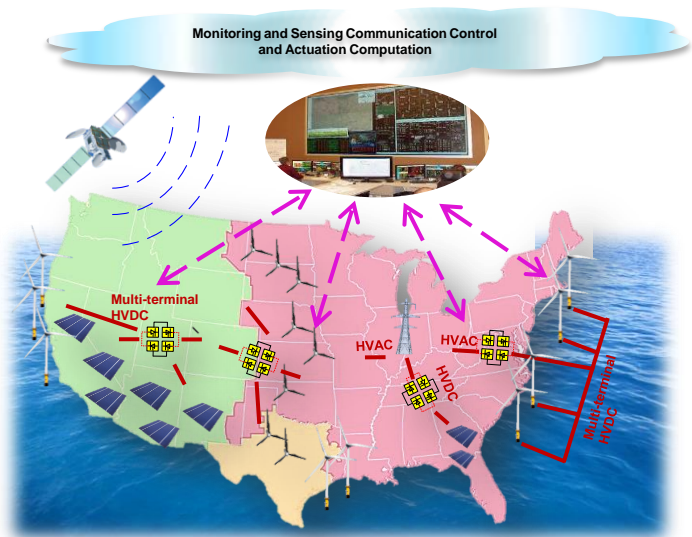 Monitoring and Sensing Communication Control
and Actuation Computation
Multi-terminal
HVDC
HVAC
HVAC
HVDC
Multi-terminal
HVDC